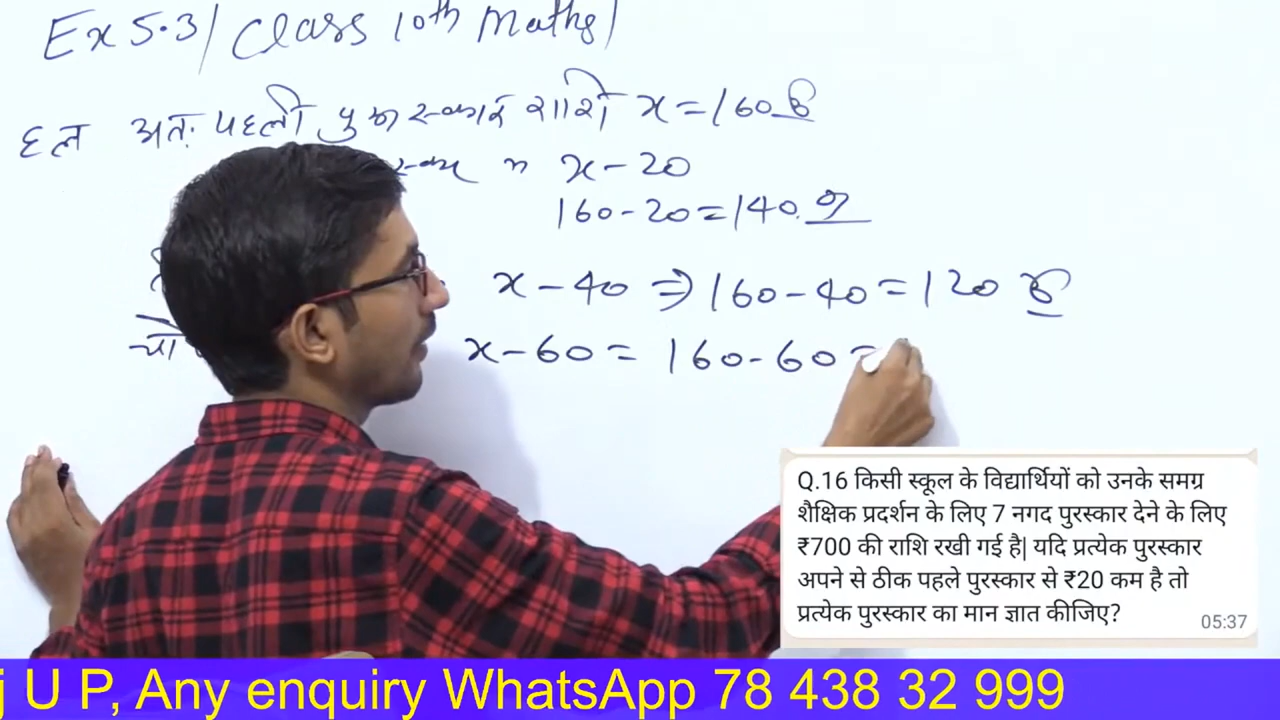 Ex 5.3/ Class 10th Maths/
हल अतः पहली पुरस्कार राशि x = 160 रु
x - 20
160 - 20 = 140 रु
x - 40 ⇒ 160 - 40 = 120 रु
चौ x - 60 = 160 - 60 =
Q.16 किसी स्कूल के विद्यार्थियों को उनके समग्र
शैक्षिक प्रदर्शन के लिए 7 नगद पुरस्कार देने के लिए
₹700 की राशि रखी गई है| यदि प्रत्येक पुरस्कार
अपने से ठीक पहले पुरस्कार से ₹20 कम है तो
प्रत्येक पुरस्कार का मान ज्ञात कीजिए?
05:37
j U P, Any enquiry WhatsApp 78 438 32 999